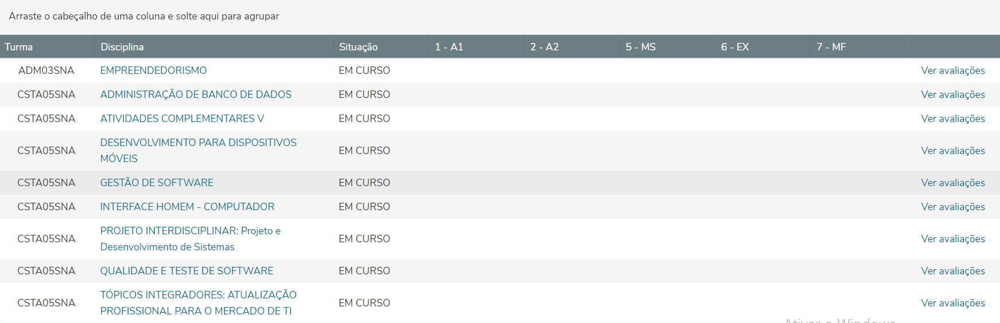 Arraste o cabeçalho de uma coluna e solte aqui para agrupar
Turma Disciplina Situação 1 - A1 2 - A2 5 - MS 6 - EX 7 - MF
ADM03SNA EMPREENDEDORISMO EM CURSO Ver avaliações
CSTA05SNA ADMINISTRAÇÃO DE BANCO DE DADOS EM CURSO Ver avaliações
CSTA05SNA ATIVIDADES COMPLEMENTARES V EM CURSO Ver avaliações
DESENVOLVIMENTO PARA DISPOSITIVOS
CSTA05SNA EM CURSO Ver avaliações
MÓVEIS
CSTA05SNA GESTÃO DE SOFTWARE EM CURSO Ver avaliações
CSTA05SNA INTERFACE HOMEM - COMPUTADOR EM CURSO Ver avaliações
PROJETO INTERDISCIPLINAR: Projeto e
CSTA05SNA EM CURSO Ver avaliações
Desenvolvimento de Sistemas
CSTA05SNA QUALIDADE E TESTE DE SOFTWARE EM CURSO Ver avaliações
TÓPICOS INTEGRADORES: ATUALIZAÇÃO
CSTA05SNA EM CURSO Ver avaliações
PROFISSIONAL PARA O MERCADO DE TI
Ativar o Windows